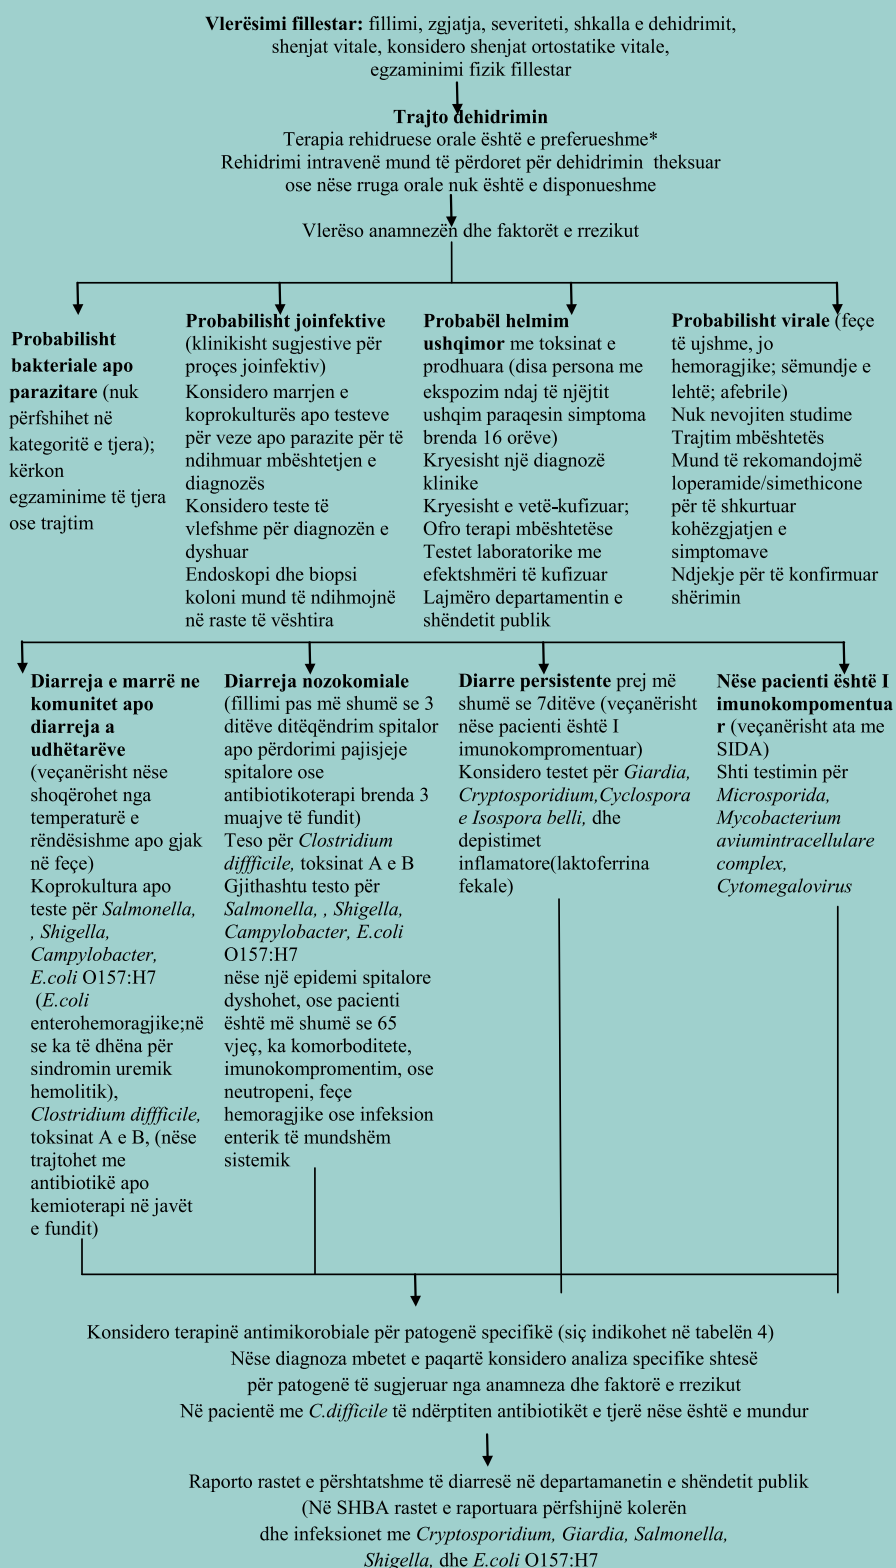 Vlerësimi fillestar: fillimi, zgjatja, severiteti, shkalla e dehidrimit,
shenjat vitale, konsidero shenjat ortostatike vitale,
egzaminimi fizik fillestar
Trajto dehidrimin
Terapia rehidruese orale është e preferueshme*
Rehidrimi intravenë mund të përdoret për dehidrimin theksuar
ose nëse rruga orale nuk është e disponueshme
Vlerëso anamnezën dhe faktorët e rrezikut
Probabilisht
bakteriale apo
parazitare (nuk
përfshihet në
kategoritë e tjera);
kërkon
egzaminime të tjera
ose trajtim
Probabilisht joinfektive
(klinikisht sugjestive për
proçes joinfektiv)
Konsidero marrjen e
koprokulturës apo testeve
për veze apo parazite për të
ndihmuar mbështetjen e
diagnozës
Konsidero teste të
vlefshme për diagnozën e
dyshuar
Endoskopi dhe biopsi
koloni mund të ndihmojnë
në raste të vështira
Probabël helmim
ushqimor me toksinat e
prodhuara (disa persona me
ekspozim ndaj të njëjtit
ushqim paraqesin simptoma
brenda 16 orëve)
Kryesisht një diagnozë
klinike
Kryesisht e vetë-kufizuar;
Ofro terapi mbështetëse
Testet laboratorike me
efektshmëri të kufizuar
Lajmëro departamentin e
shëndetit publik
Probabilisht virale (feçe
të ujshme, jo
hemoragjike; sëmundje e
lehtë; afebrile)
Nuk nevojiten studime
Trajtim mbështetës
Mund të rekomandojmë
loperamide/simethicone
për të shkurtuar
kohëzgjatjen e
simptomave
Ndjekje për të konfirmuar
shërimin
Diarreja e marrë ne
komunitet apo
diarreja a
udhëtarëve
(veçanërisht nëse
shoqërohet nga
temperaturë e
rëndësishme apo gjak
në feçe)
Koprokultura apo
teste për Salmonella,
, Shigella,
Campylobacter,
E.coli O157:H7
(E.coli
enterohemoragjike;në
se ka të dhëna për
sindromin uremik
hemolitik),
Clostridium diffficile,
toksinat A e B, (nëse
trajtohet me
antibiotikë apo
kemioterapi në javët
e fundit)
Diarreja nozokomiale
(fillimi pas më shumë se 3
ditëve ditëqëndrim spitalor
apo përdorimi pajisjeje
spitalore ose
antibiotikoterapi brenda 3
muajve të fundit)
Teso për Clostridium
diffficile, toksinat A e B
Gjithashtu testo për
Salmonella, , Shigella,
Campylobacter, E.coli
O157:H7
nëse një epidemi spitalore
dyshohet, ose pacienti
është më shumë se 65
vjeç, ka komorboditete,
imunokompromentim, ose
neutropeni, feçe
hemoragjike ose infeksion
enterik të mundshëm
sistemik
Diarre persistente prej më
shumë se 7ditëve (veçanërisht
nëse pacienti është I
imunokompromentuar)
Konsidero testet për Giardia,
Cryptosporidium,Cyclospora
e Isospora belli, dhe
depistimet
inflamatore(laktoferrina
fekale)
Nëse pacienti është I
imunokompomentua
r (veçanërisht ata me
SIDA)
Shti testimin për
Microsporida,
Mycobacterium
aviumintracellulare
complex,
Cytomegalovirus
Konsidero terapinë antimikorobiale për patogenë specifikë (siç indikohet në tabelën 4)
Nëse diagnoza mbetet e paqartë konsidero analiza specifike shtesë
për patogenë të sugjeruar nga anamneza dhe faktorë e rrezikut
Në pacientë me C.difficile të ndërptiten antibiotikët e tjerë nëse është e mundur
Raporto rastet e përshtatshme të diarresë në departamanetin e shëndetit publik
(Në SHBA rastet e raportuara përfshijnë kolerën
dhe infeksionet me Cryptosporidium, Giardia, Salmonella,
Shigella, dhe E.coli O157:H7